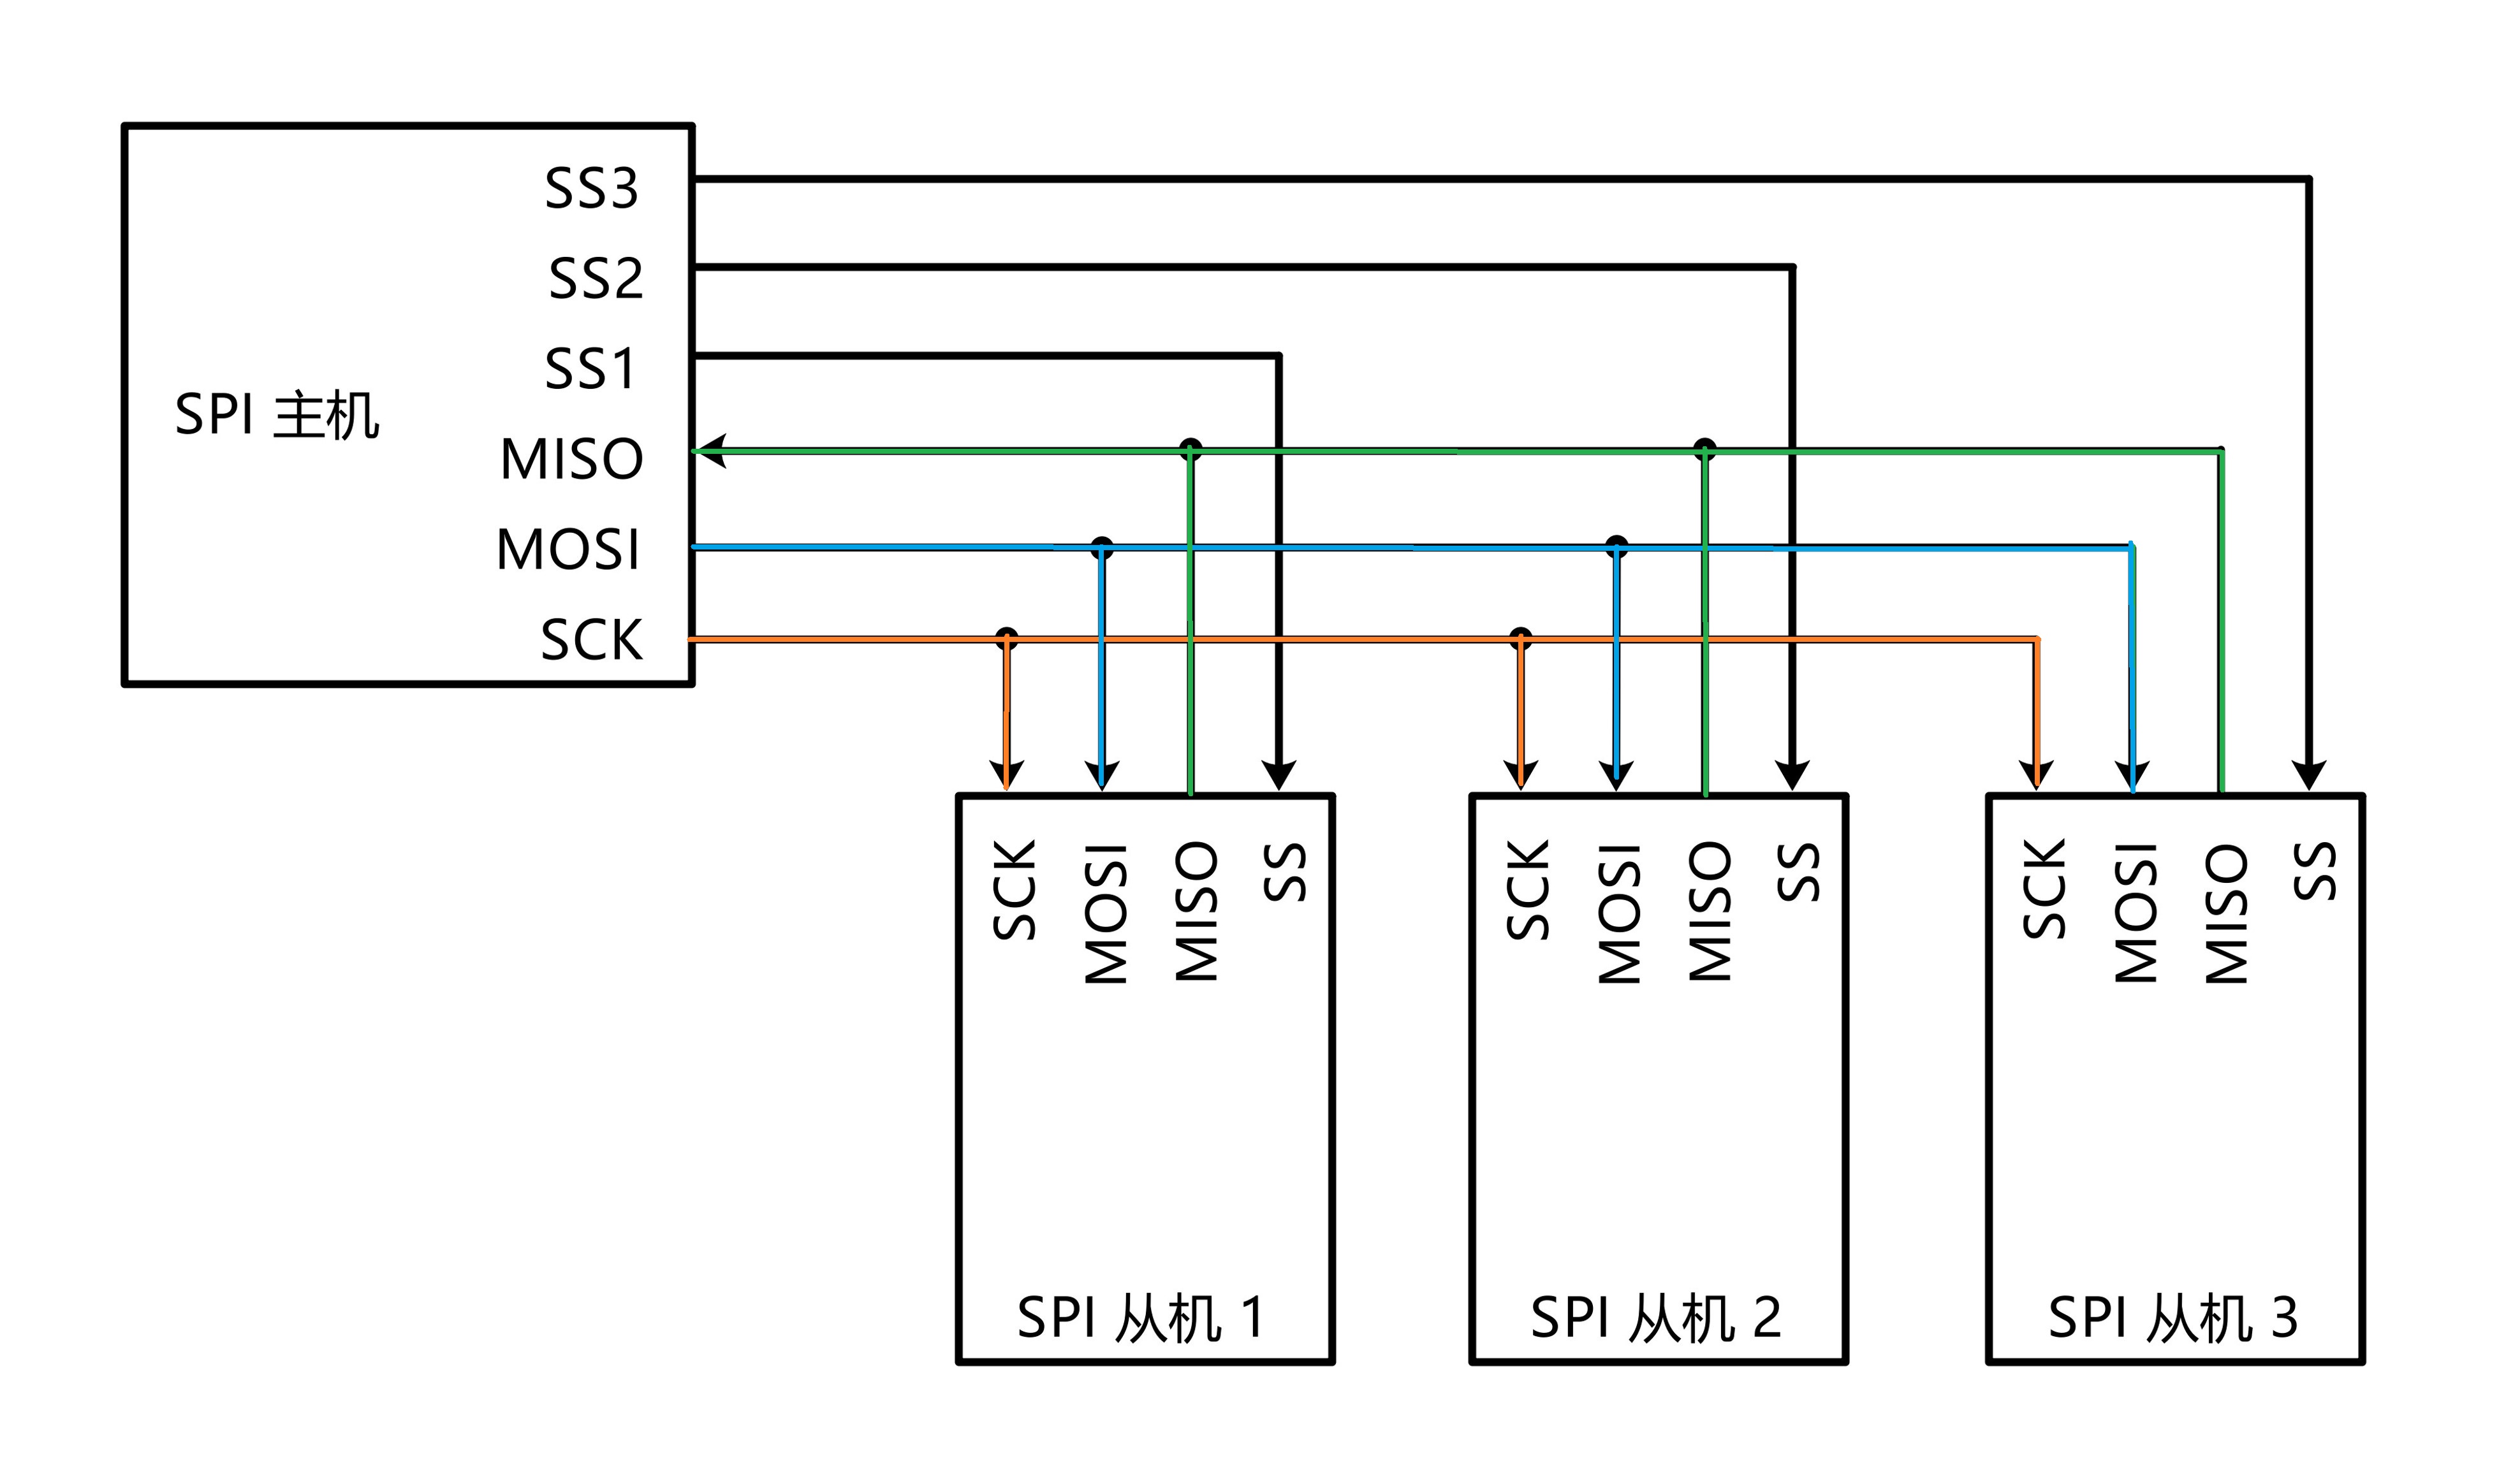 SS3
SS2
SS1
SPI 主机
MISO
MOSI
SCK
SCK
MOSI
MISO
SS
SCK
MOSI
MISO
SS
SCK
MOSI
MISO
SS
SPI 从机 1
SPI 从机 2
SPI 从机 3